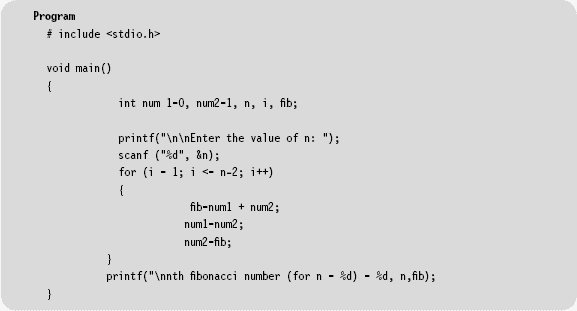 Program
# include <stdio.h>
void main()
{
int num 1-0, num2-1, n, i, fib;
printf("\n\nEnter the value of n: ");
scanf ("%d", &n);
for (i - 1; i <= n-2; i++)
{
fib-num1 + num2;
num1-num2;
num2-fib;
}
printf("\nnth fibonacci number (for n - %d) - %d, n,fib);
}